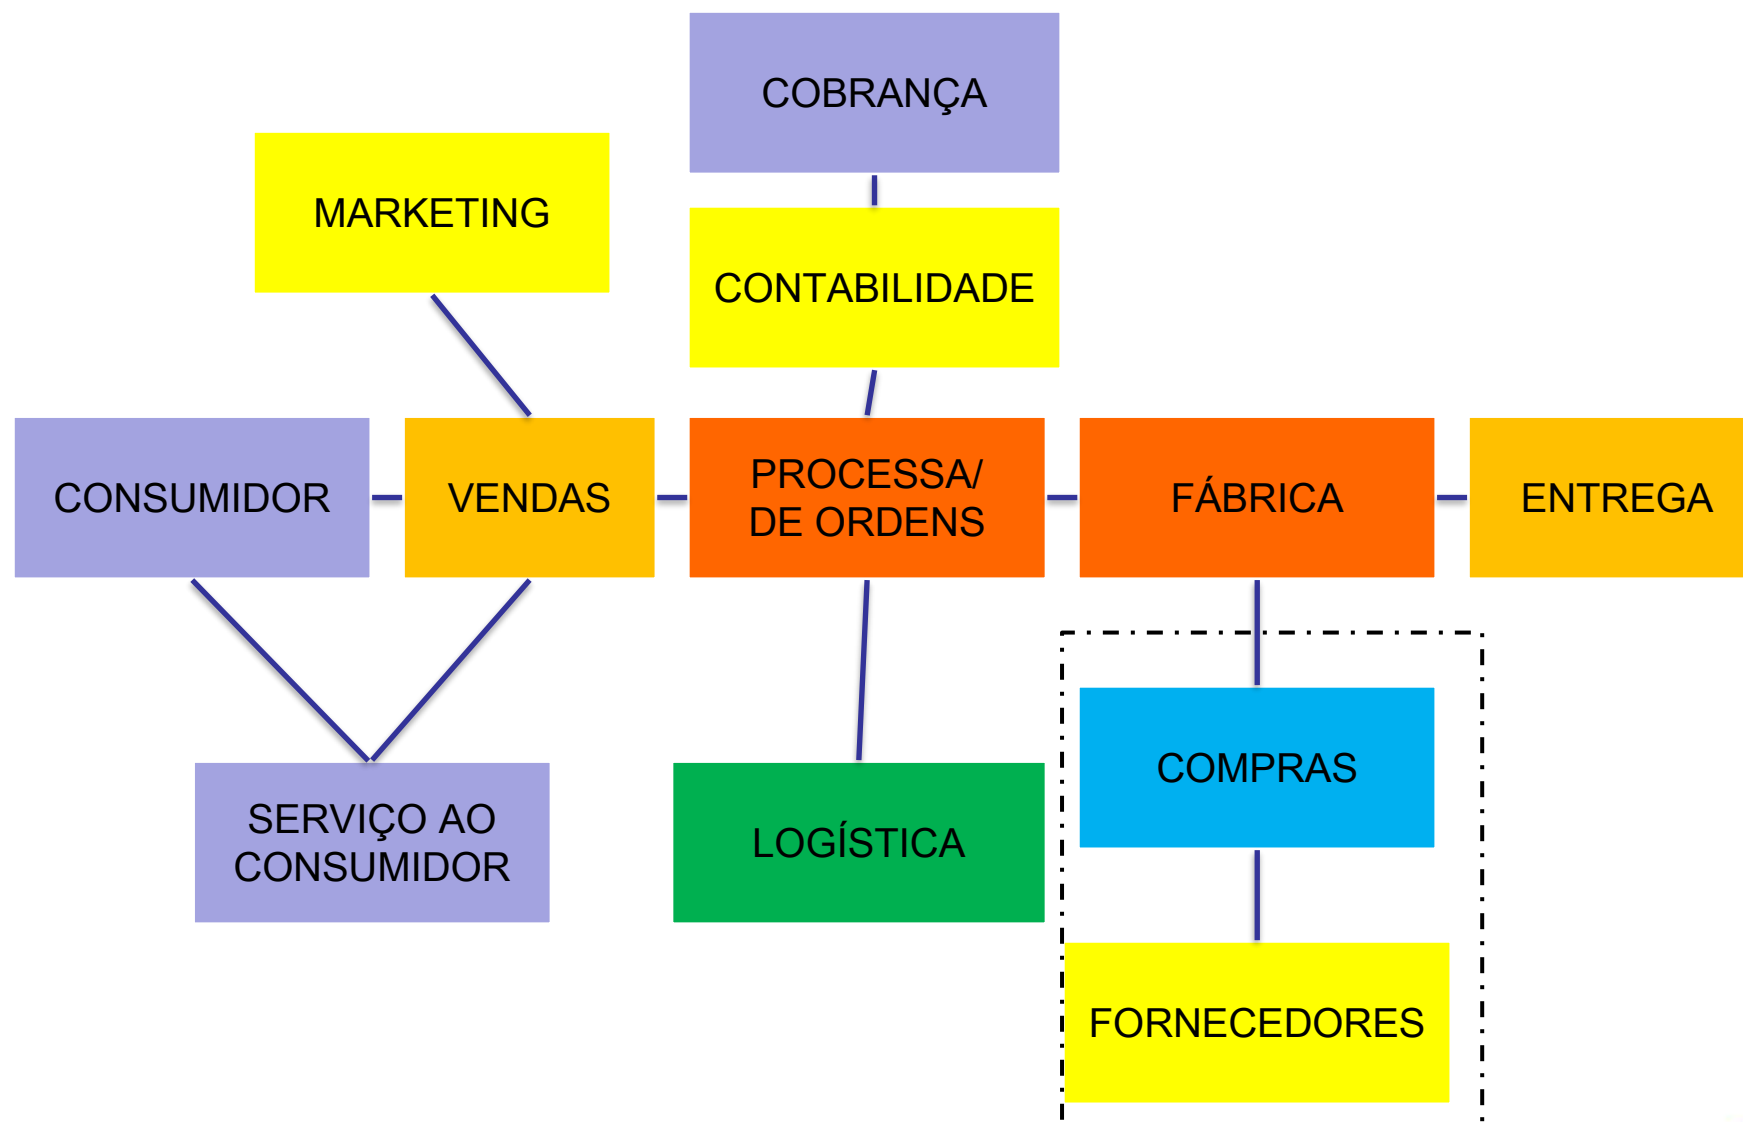 COBRANÇA
MARKETING
CONTABILIDADE
CONSUMIDOR
VENDAS
PROCESSA/
DE ORDENS
FÁBRICA
ENTREGA
SERVIÇO AO
CONSUMIDOR
LOGÍSTICA
COMPRAS
FORNECEDORES